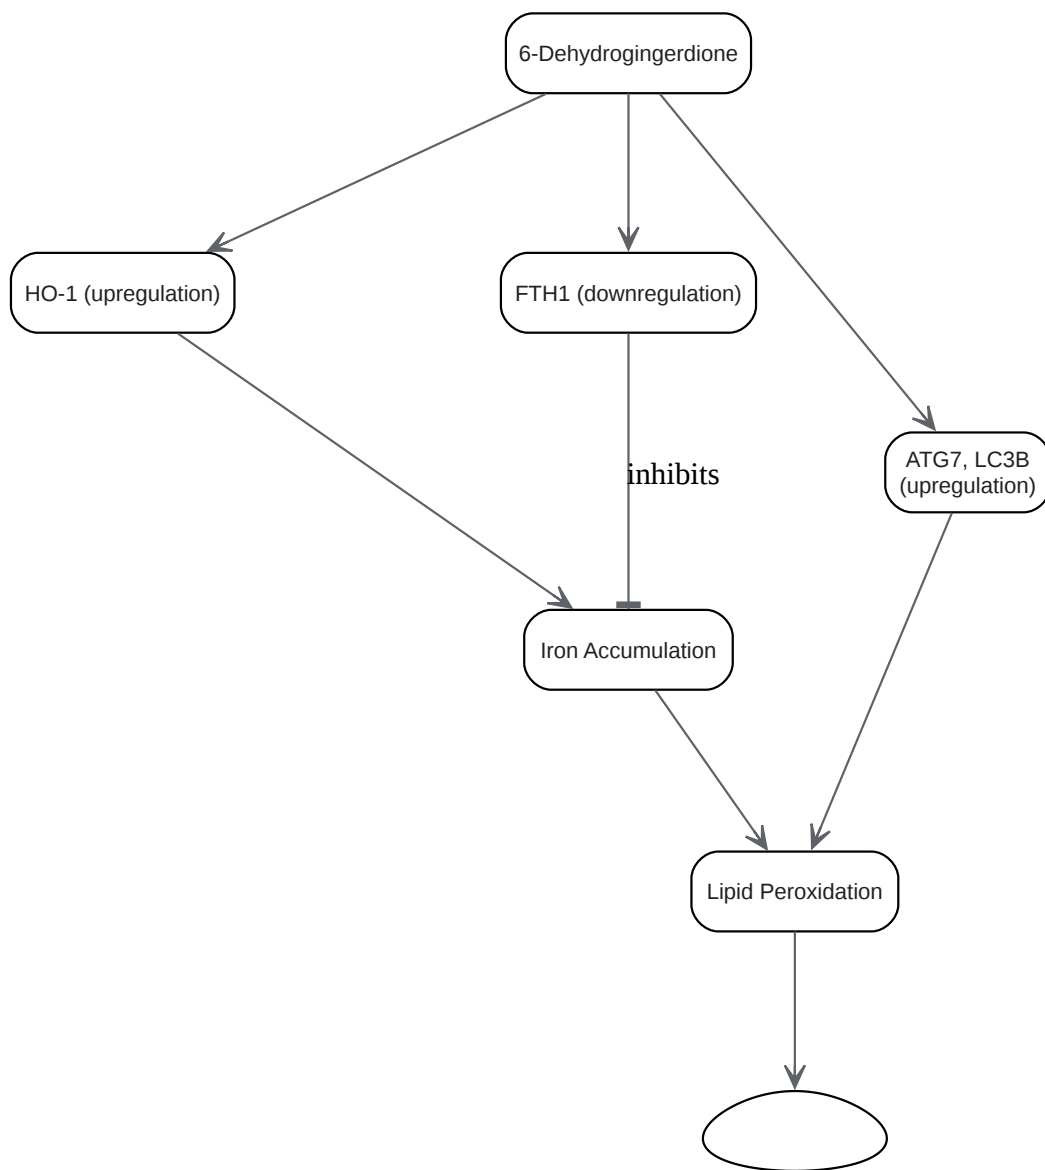 6-Dehydrogingerdione
HO-1 (upregulation)
FTH1 (downregulation)
ATG7, LC3B
(upregulation)
inhibits
Iron Accumulation
Lipid Peroxidation